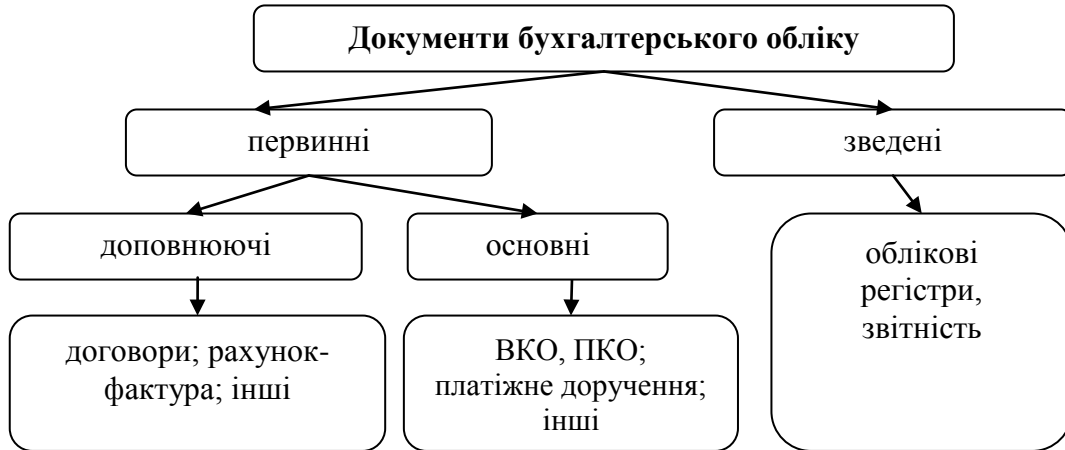 Документи бухгалтерського обліку
первинні
зведені
доповнюючі
основні
облікові
регістри,
звітність
договори; рахунок-
фактура; інші
ВКО, ПКО;
платіжне доручення;
інші